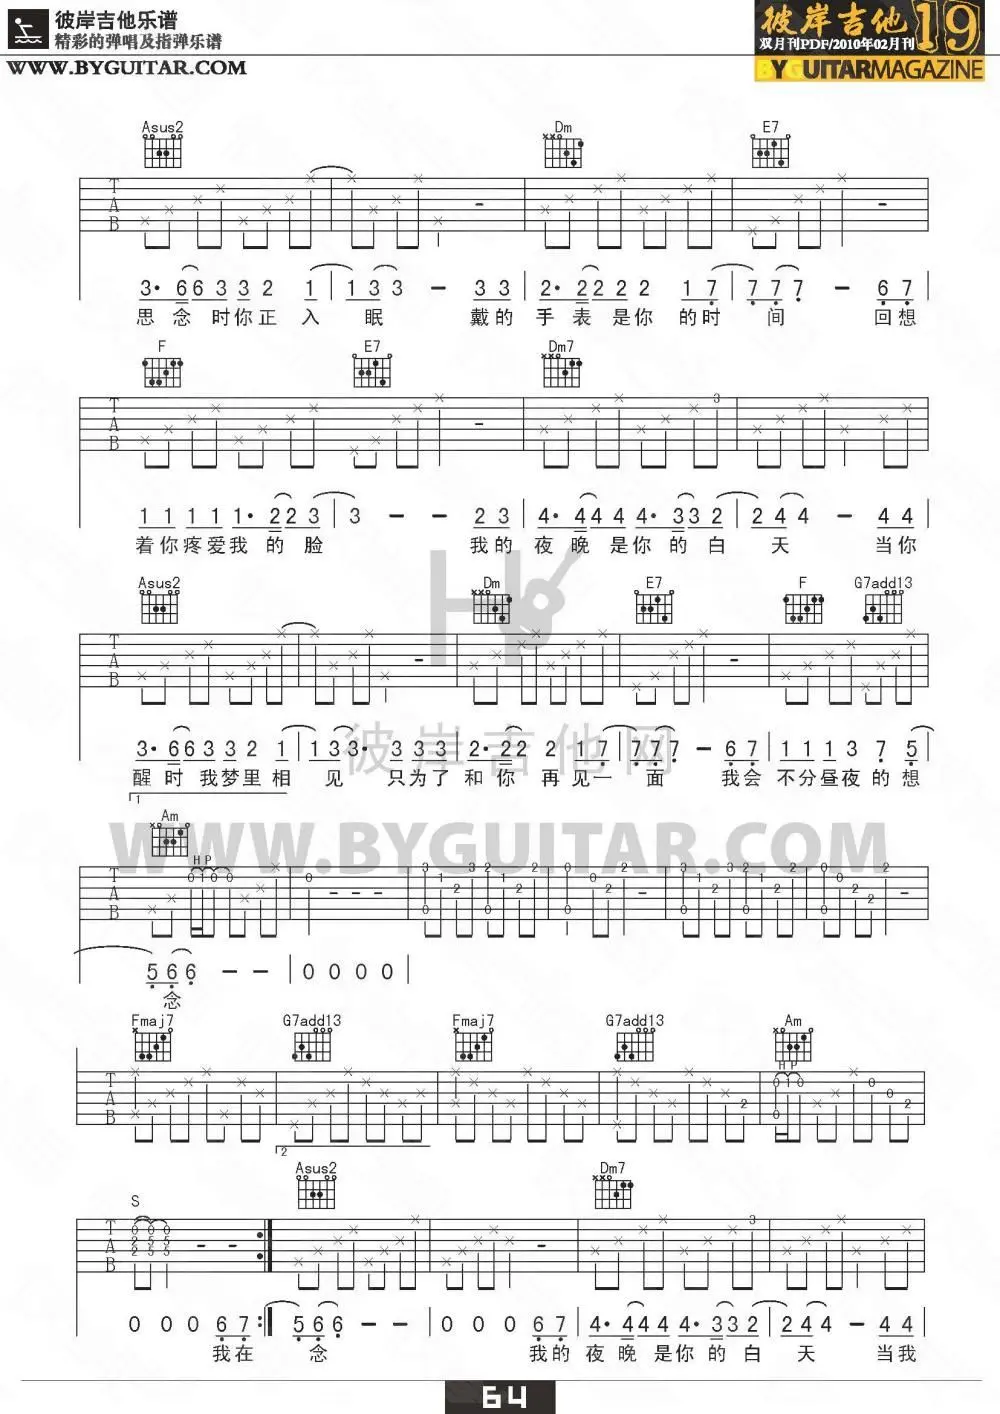 彼岸吉他乐谱
精彩的弹唱及指弹乐谱
WWW.BYGUITAR.COM
彼岸吉他 19
双月刊PDF/2010年02月刊
BYGUITARMAGAZINE
Asus2 Dm E7
T A B
3· 6 6 3 3 2 1 | 1 3 3 - 3 3 | 2· 2 2 2 2 1 7 | 7 7 7 - 6 7 |
思念时你正入眠 戴的手表是你的时间 回想
F E7 Dm7
T A B 3
1 1 1 1 1· 2 2 3 | 3 - - 2 3 | 4· 4 4 4 4· 3 3 2 | 2 4 4 - 4 4 |
着你疼爱我的脸 我的夜晚是你的白天 当你
Asus2 Dm E7 F G7add13
T A B
3· 6 6 3 3 2 1 | 1 3 3· 3 3 3 | 2· 2 2 2 1 7 | 7 7 7 - 6 7 | 1 1 1 3 7 5 |
醒时我梦里相见 只为了和你再见一面 我会不分昼夜的想
彼岸吉他网
WWW.BYGUITAR.COM
1
Am
H P
T A B
5 6 6 - - | 0 0 0 0 |
念
Fmaj7 G7add13 Fmaj7 G7add13 Am
H P
T A B
2
Asus2 Dm7
S
T A B
0 0 0 6 7 :| 5 6 6 - - | 0 0 0 6 7 | 4· 4 4 4 4· 3 3 2 | 2 4 4 - 4 4 |
我在念 我的夜晚是你的白天 当我
64